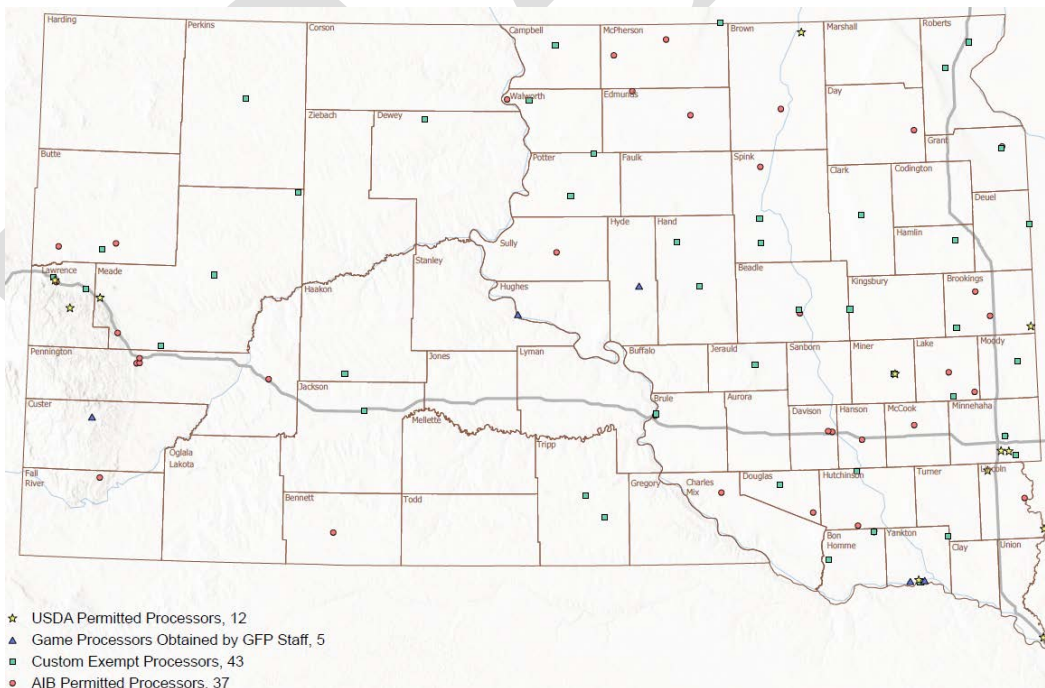 Harding
Perkins
Corson
Campbell
McPherson
Brown
Marshall
Roberts
Walworth
Edmunds
Day
Ziebach
Dewey
Grant
Butte
Potter
Faulk
Spink
Clark
Codington
Deuel
Hamlin
Sully
Hyde
Hand
Stanley
Lawrence
Meade
Beadle
Kingsbury
Brookings
Haakon
Hughes
Pennington
Jones
Lyman
Buffalo
Jerauld
Sanborn
Miner
Lake
Moody
Jackson
Custer
Mellette
Brule
Aurora
Davison
Hanson
McCook
Minnehaha
Oglala
Lakota
Tripp
Fall
River
Bennett
Todd
Gregory
Charles
Mix
Douglas
Hutchinson
Turner
Lincoln
Bon
Homme
Yankton
Clay
Union
USDA Permitted Processors, 12
Game Processors Obtained by GFP Staff, 5
Custom Exempt Processors, 43
AIB Permitted Processors, 37